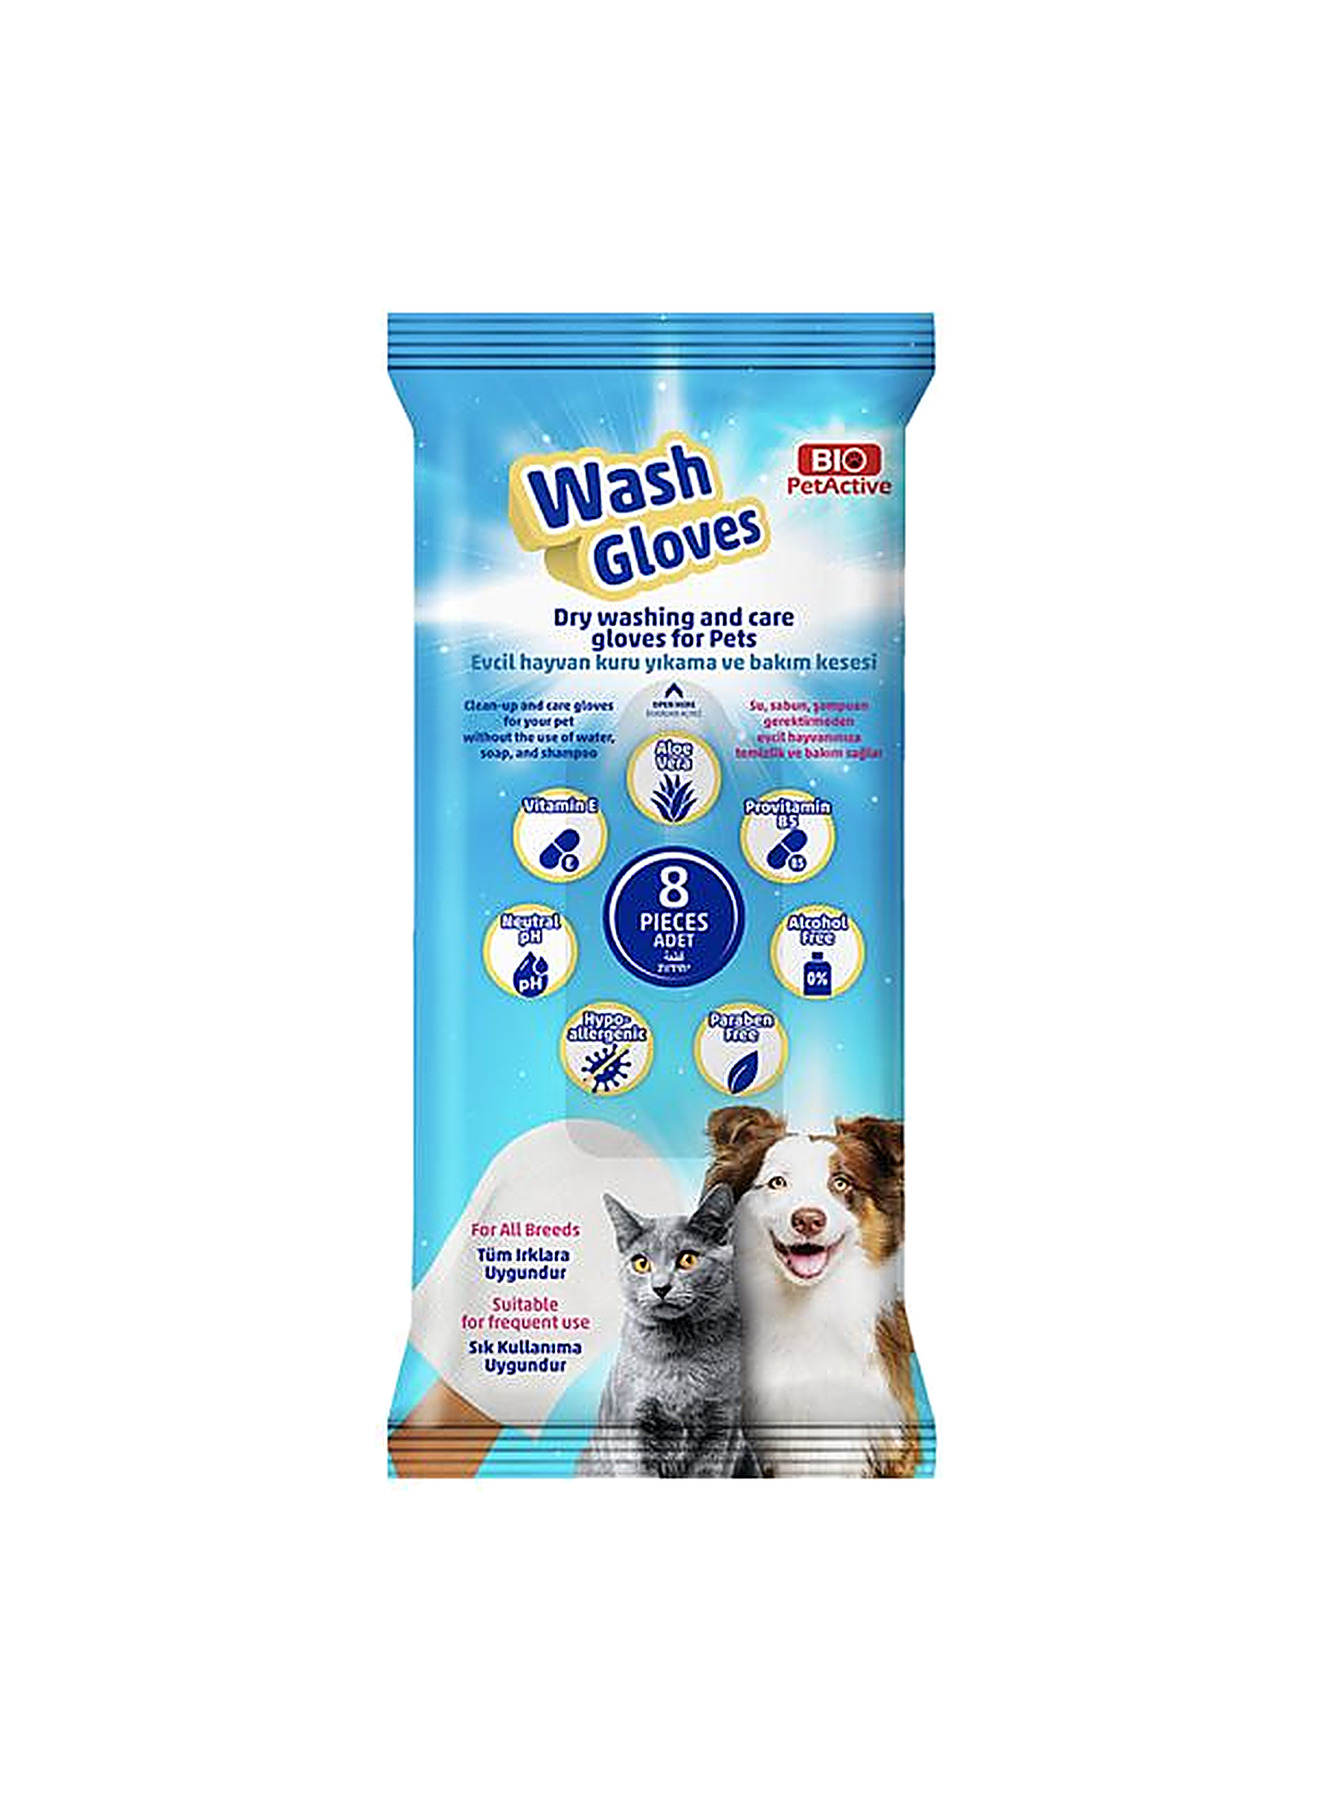 Wash
Gloves
BIO
PetActive
Dry washing and care
gloves for Pets
Evcil hayvan kuru yıkama ve bakım kesesi
OPEN HERE
Clean-up and care gloves
for your pet
without the use of water,
soap, and shampoo
Su, sabun, şampuan
gerektirmeden
evcil hayvanınıza
temizlik ve bakım sağlar
Aloe
Vera
Vitamin E
E
Provitamin
B5
B5
8
PIECES
ADET
Neutral
pH
pH
Alcohol
Free
0%
Hypo-
allergenic
Paraben
Free
For All Breeds
Tüm Irklara
Uygundur
Suitable
for frequent use
Sık Kullanıma
Uygundur